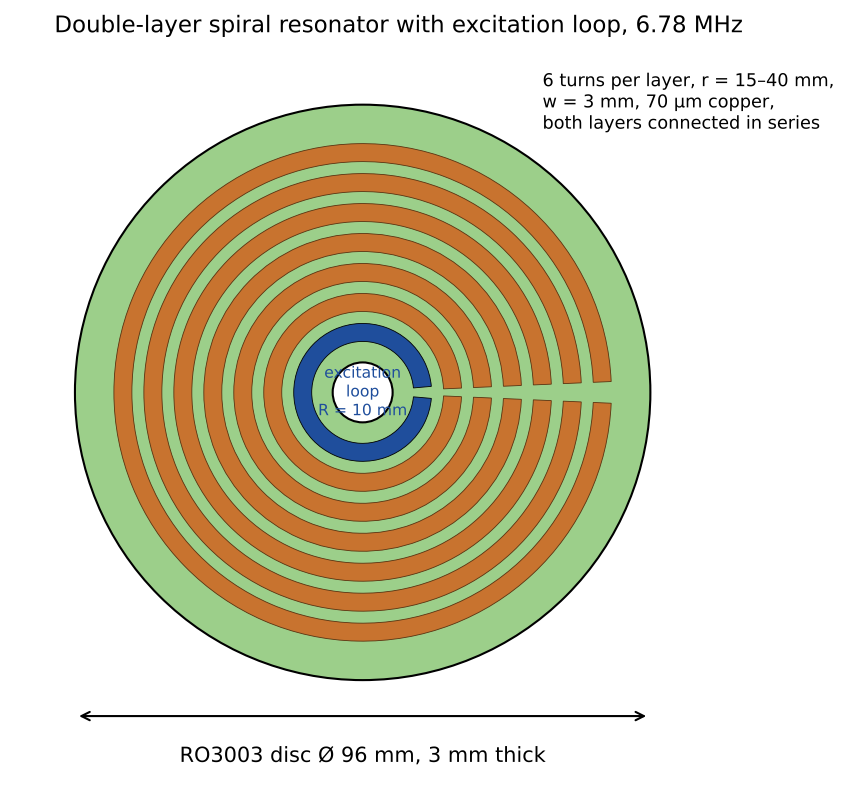 Double-layer spiral resonator with excitation loop, 6.78 MHz
6 turns per layer, r = 15–40 mm,
w = 3 mm, 70 µm copper,
both layers connected in series
excitation
loop
R = 10 mm
RO3003 disc Ø 96 mm, 3 mm thick